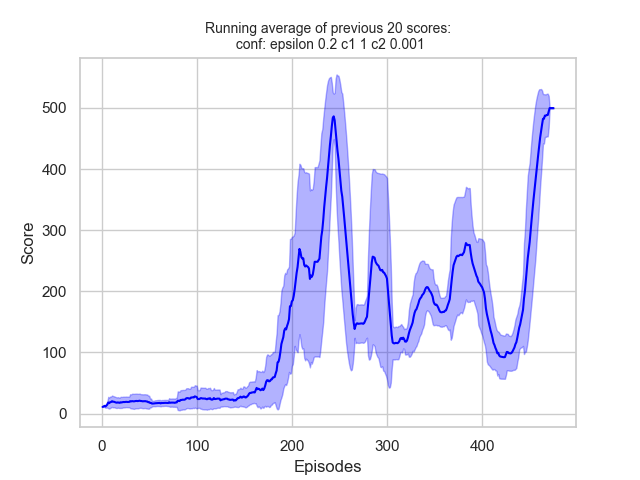 Running average of previous 20 scores:
conf: epsilon 0.2 c1 1 c2 0.001
500
400
300
200
100
0
Score
0 100 200 300 400
Episodes